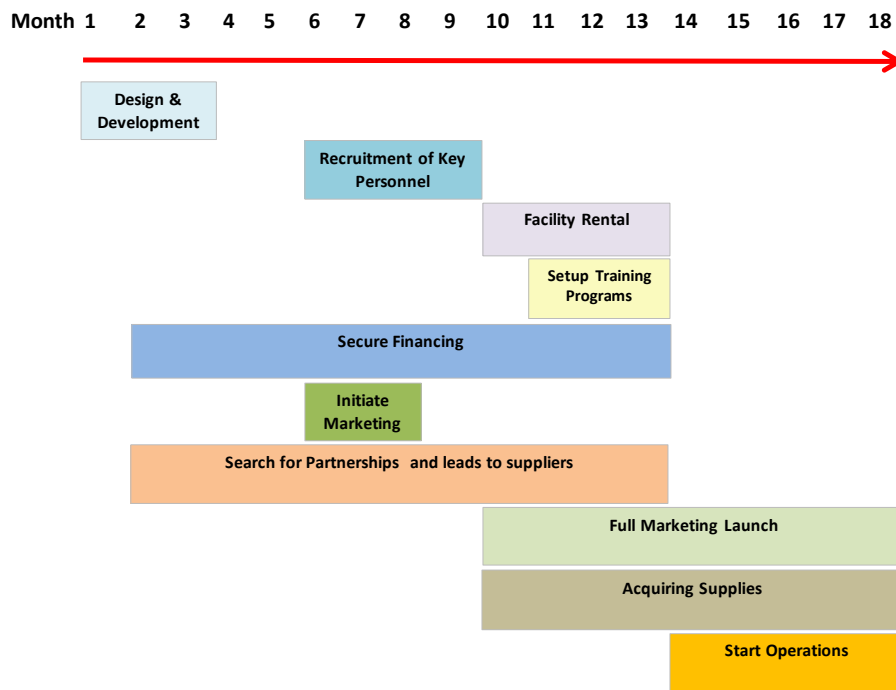 Month 1 2 3 4 5 6 7 8 9 10 11 12 13 14 15 16 17 18
Design &
Development
Recruitment of Key
Personnel
Facility Rental
Setup Training
Programs
Secure Financing
Initiate
Marketing
Search for Partnerships and leads to suppliers
Full Marketing Launch
Acquiring Supplies
Start Operations